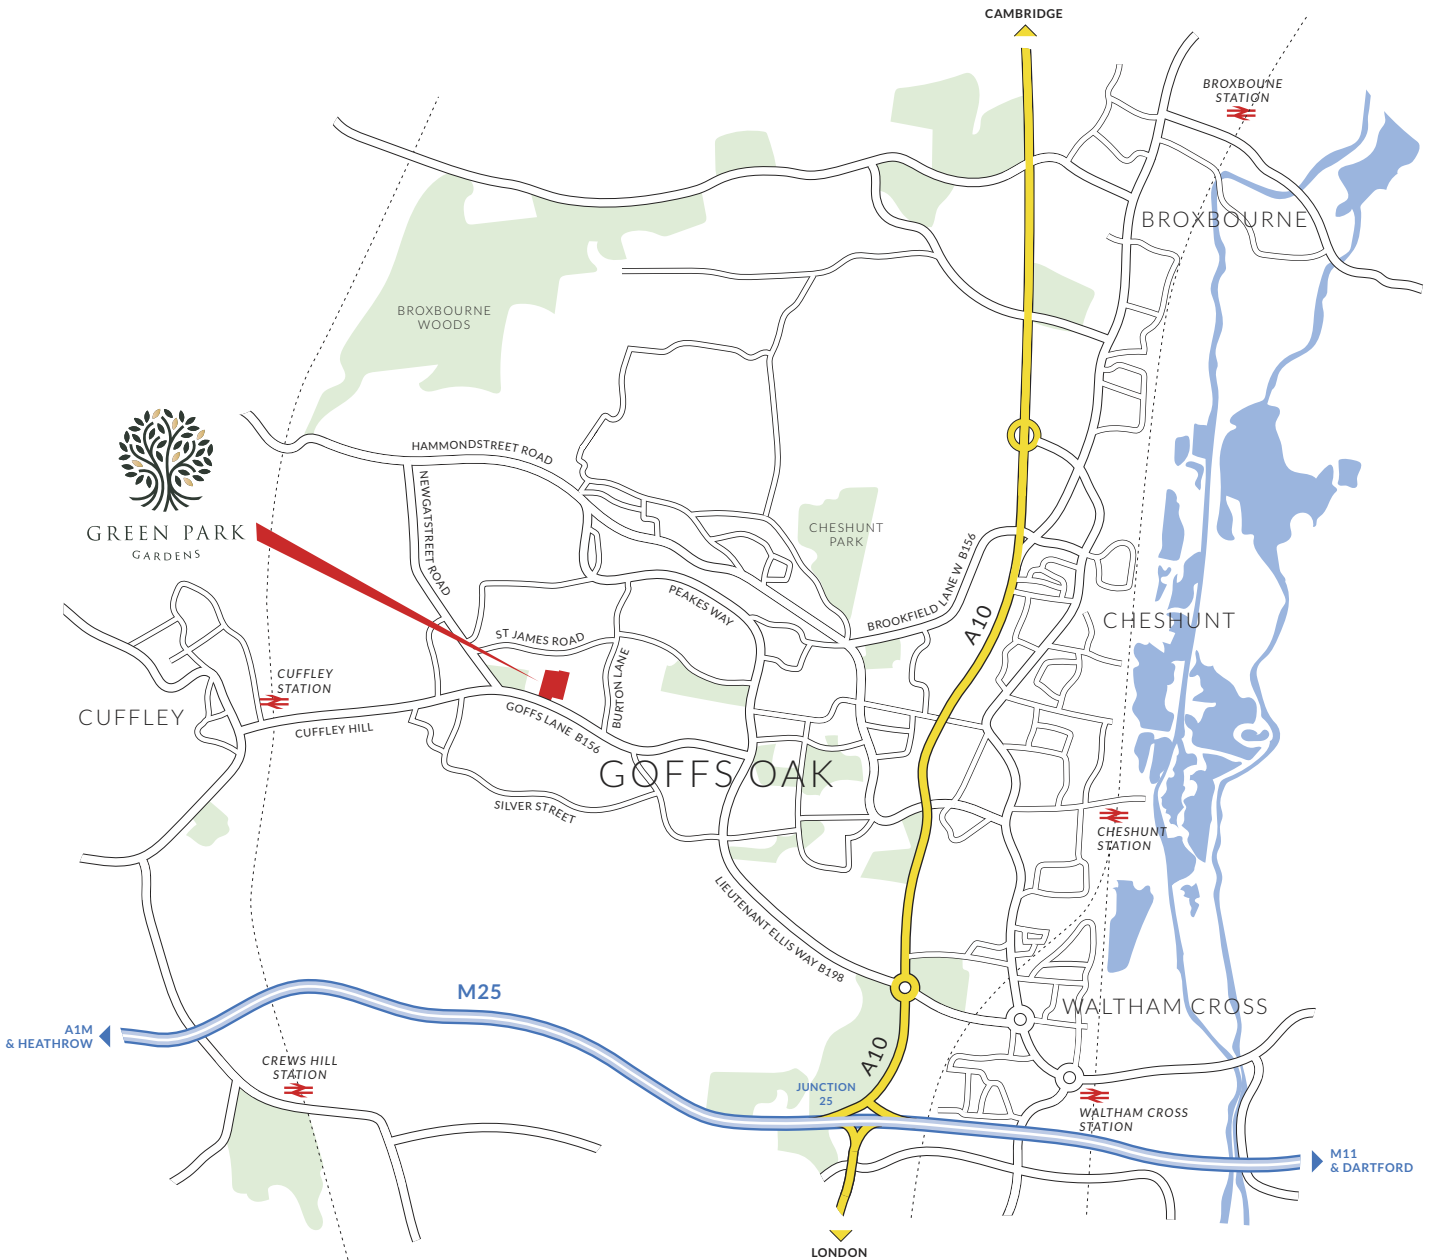 CAMBRIDGE
BROXBOUNE
STATION
BROXBOURNE
BROXBOURNE
WOODS
HAMMONDSTREET ROAD
NEWGATSTREET ROAD
GREEN PARK
GARDENS
CHESHUNT
PARK
BROOKFIELD LANE W B156
A10
PEAKES WAY
CHESHUNT
ST JAMES ROAD
BURTON LANE
CUFFLEY
STATION
CUFFLEY
CUFFLEY HILL
GOFFS LANE B156
GOFFS OAK
SILVER STREET
CHESHUNT
STATION
LIEUTENANT ELLIS WAY B198
M25
WALTHAM CROSS
A1M
& HEATHROW
CREWS HILL
STATION
A10
JUNCTION
25
WALTHAM CROSS
STATION
M11
& DARTFORD
LONDON